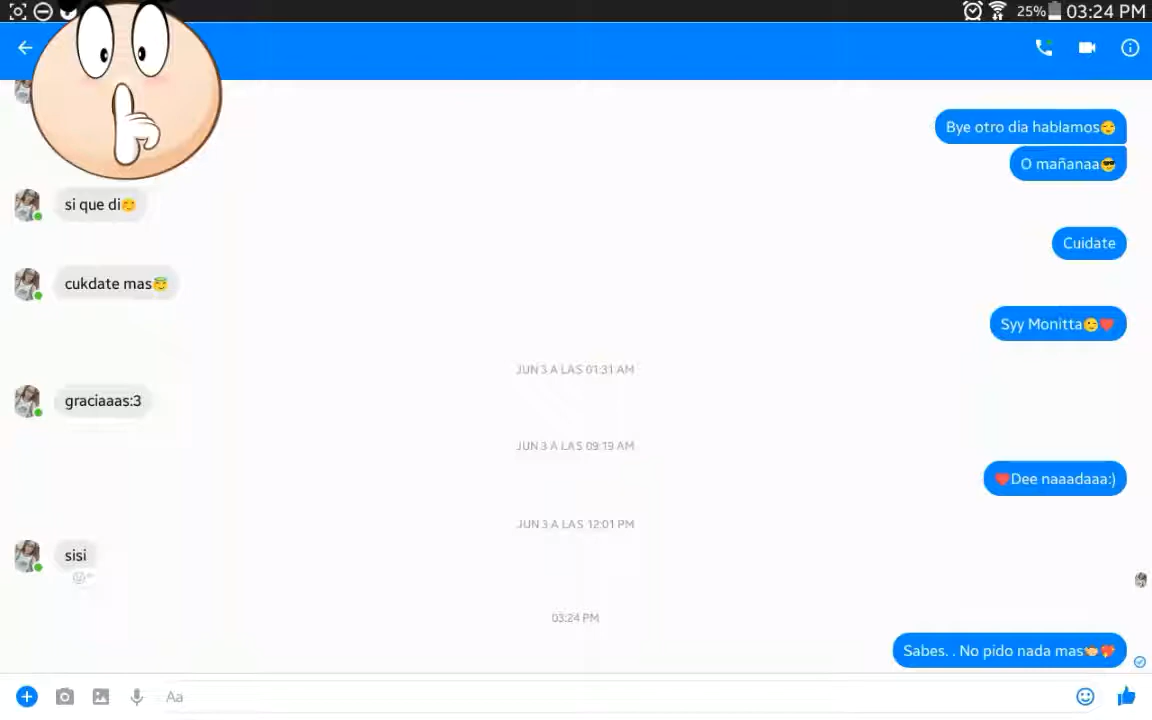 25% 03:24 PM
Bye otro dia hablamos😌
O mañanaa😎
si que di😊
Cuidate
cukdate mas😇
Syy Monitta😉❤
JUN 3 A LAS 01:31 AM
graciaaas:3
JUN 3 A LAS 09:19 AM
❤Dee naaadaaa:)
JUN 3 A LAS 12:01 PM
sisi
03:24 PM
Sabes. . No pido nada mas
Aa